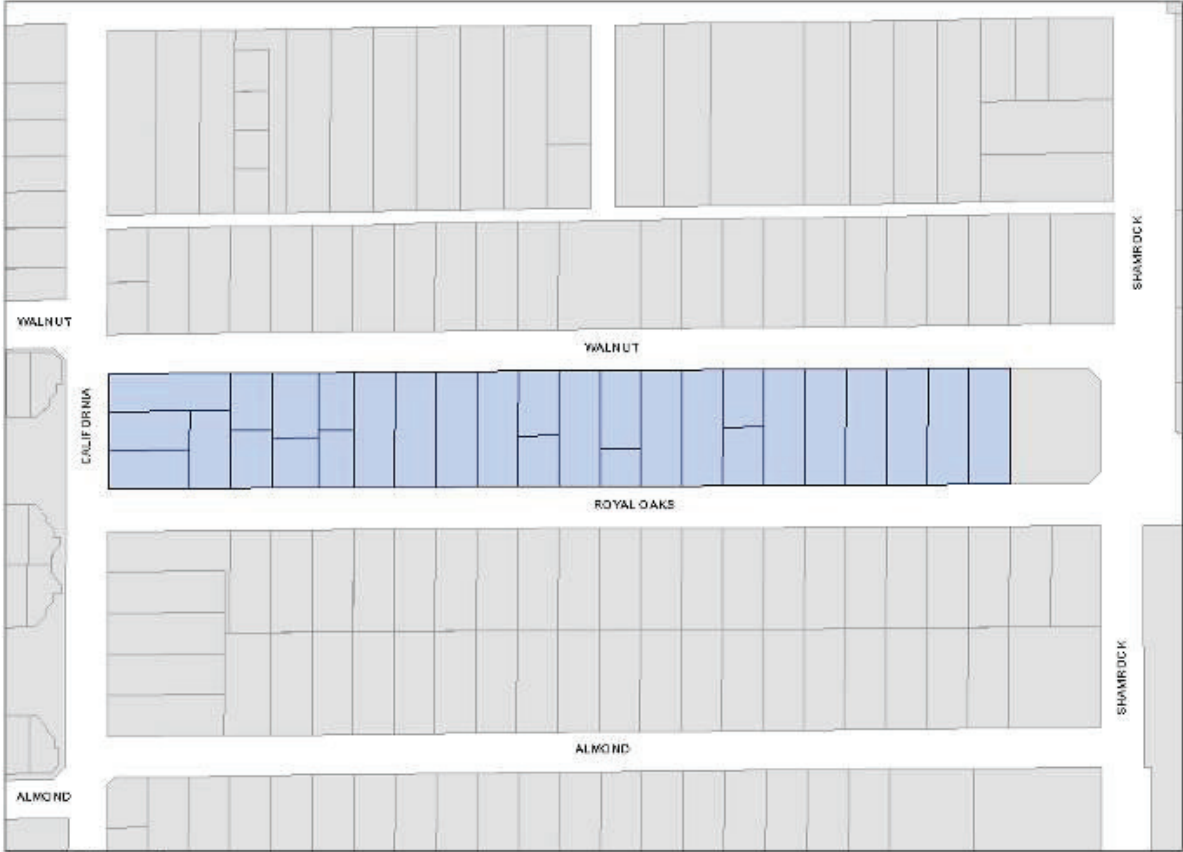 SHAMROCK
WALNUT
WALNUT
CALIFORNIA
ROYAL OAKS
SHAMROCK
ALMOND
ALMOND